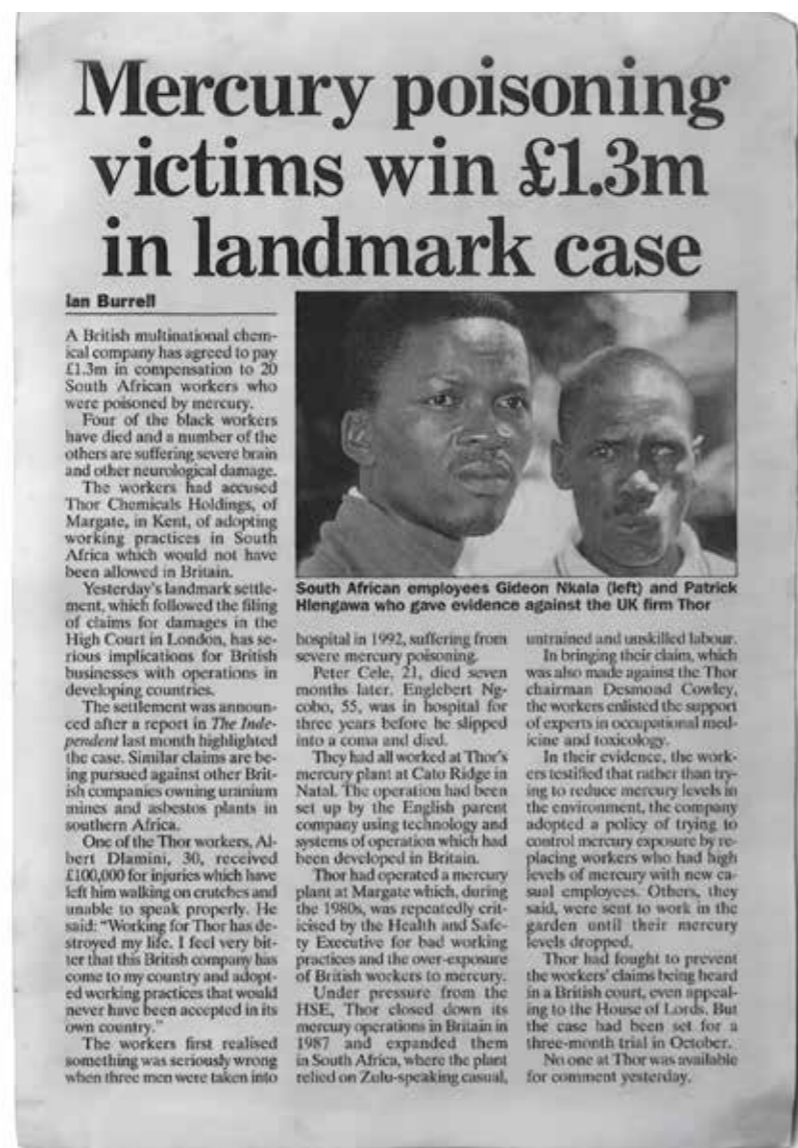 Mercury poisoning
victims win £1.3m
in landmark case
Ian Burrell
A British multinational chem-
ical company has agreed to pay
£1.3m in compensation to 20
South African workers who
were poisoned by mercury.
Four of the black workers
have died and a number of the
others are suffering severe brain
and other neurological damage.
The workers had accused
Thor Chemicals Holdings, of
Margate, in Kent, of adopting
working practices in South
Africa which would not have
been allowed in Britain.
Yesterday's landmark settle-
ment, which followed the filing
of claims for damages in the
High Court in London, has se-
rious implications for British
businesses with operations in
developing countries.
The settlement was announ-
ced after a report in The Inde-
pendent last month highlighted
the case. Similar claims are be-
ing pursued against other Brit-
ish companies owning uranium
mines and asbestos plants in
southern Africa.
One of the Thor workers, Al-
bert Dlamini, 30, received
£100,000 for injuries which have
left him walking on crutches and
unable to speak properly. He
said: "Working for Thor has de-
stroyed my life. I feel very bit-
ter that this British company has
come to my country and adopt-
ed working practices that would
never have been accepted in its
own country."
The workers first realised
something was seriously wrong
when three men were taken into
South African employees Gideon Nkala (left) and Patrick
Hlengawa who gave evidence against the UK firm Thor
hospital in 1992, suffering from
severe mercury poisoning.
Peter Cele, 21, died seven
months later. Englebert Ng-
cobo, 55, was in hospital for
three years before he slipped
into a coma and died.
They had all worked at Thor's
mercury plant at Cato Ridge in
Natal. The operation had been
set up by the English parent
company using technology and
systems of operation which had
been developed in Britain.
Thor had operated a mercury
plant at Margate which, during
the 1980s, was repeatedly crit-
icised by the Health and Safe-
ty Executive for bad working
practices and the over-exposure
of British workers to mercury.
Under pressure from the
HSE, Thor closed down its
mercury operations in Britain in
1987 and expanded them
in South Africa, where the plant
relied on Zulu-speaking casual,
untrained and unskilled labour.
In bringing their claim, which
was also made against the Thor
chairman Desmond Cowley,
the workers enlisted the support
of experts in occupational med-
icine and toxicology.
In their evidence, the work-
ers testified that rather than try-
ing to reduce mercury levels in
the environment, the company
adopted a policy of trying to
control mercury exposure by re-
placing workers who had high
levels of mercury with new ca-
sual employees. Others, they
said, were sent to work in the
garden until their mercury
levels dropped.
Thor had fought to prevent
the workers' claims being heard
in a British court, even appeal-
ing to the House of Lords. But
the case had been set for a
three-month trial in October.
No one at Thor was available
for comment yesterday.